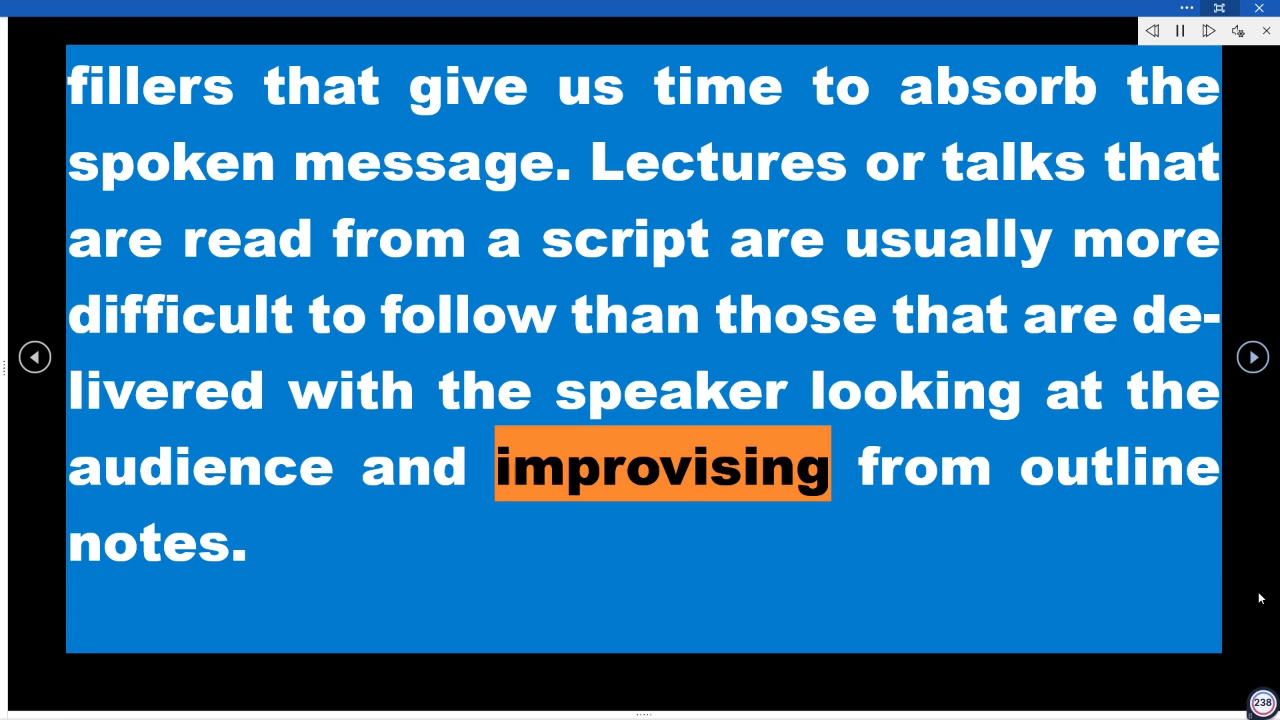 fillers that give us time to absorb the
spoken message. Lectures or talks that
are read from a script are usually more
difficult to follow than those that are de-
livered with the speaker looking at the
audience and improvising from outline
notes.
238